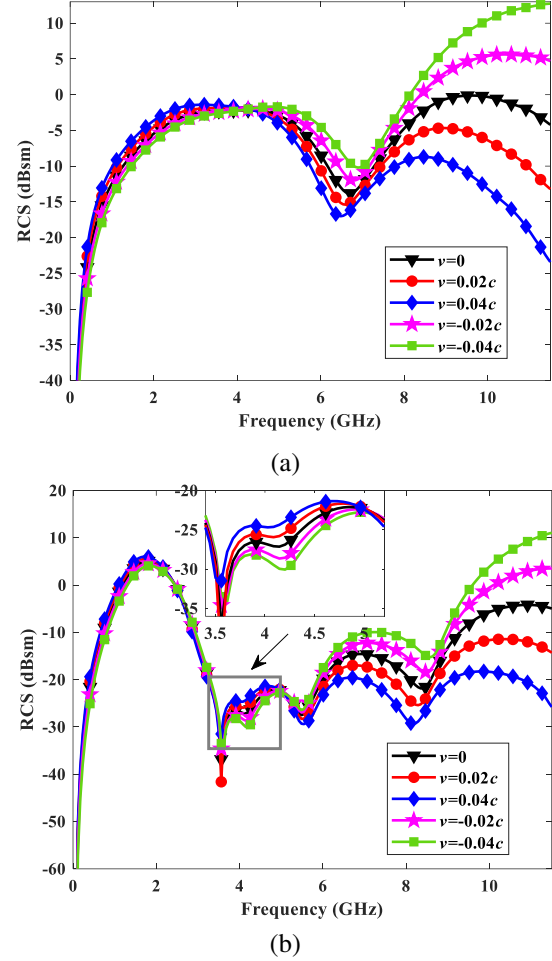 10
5
0
-5
-10
-15
-20
-25
-30
-35
-40
0 2 4 6 8 10
RCS (dBsm)
Frequency (GHz)
v=0
v=0.02c
v=0.04c
v=-0.02c
v=-0.04c
(a)
20
10
0
-10
-20
-30
-40
-50
-60
0 2 4 6 8 10
RCS (dBsm)
Frequency (GHz)
-20
-25
-30
-35
3.5 4 4.5 5
v=0
v=0.02c
v=0.04c
v=-0.02c
v=-0.04c
(b)